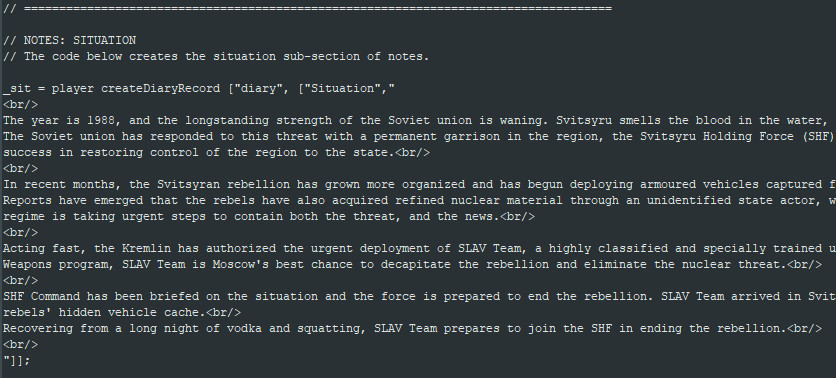 // ====================================================================================
// NOTES: SITUATION
// The code below creates the situation sub-section of notes.
_sit = player createDiaryRecord ["diary", ["Situation","
<br/>
The year is 1988, and the longstanding strength of the Soviet union is waning. Svitsyru smells the blood in the water,
The Soviet union has responded to this threat with a permanent garrison in the region, the Svitsyru Holding Force (SHF)
success in restoring control of the region to the state.<br/>
<br/>
In recent months, the Svitsyran rebellion has grown more organized and has begun deploying armoured vehicles captured f
Reports have emerged that the rebels have also acquired refined nuclear material through an unidentified state actor, w
regime is taking urgent steps to contain both the threat, and the news.<br/>
<br/>
Acting fast, the Kremlin has authorized the urgent deployment of SLAV Team, a highly classified and specially trained u
Weapons program, SLAV Team is Moscow's best chance to decapitate the rebellion and eliminate the nuclear threat.<br/>
<br/>
SHF Command has been briefed on the situation and the force is prepared to end the rebellion. SLAV Team arrived in Svit
rebels' hidden vehicle cache.<br/>
Recovering from a long night of vodka and squatting, SLAV Team prepares to join the SHF in ending the rebellion.<br/>
<br/>
"]];